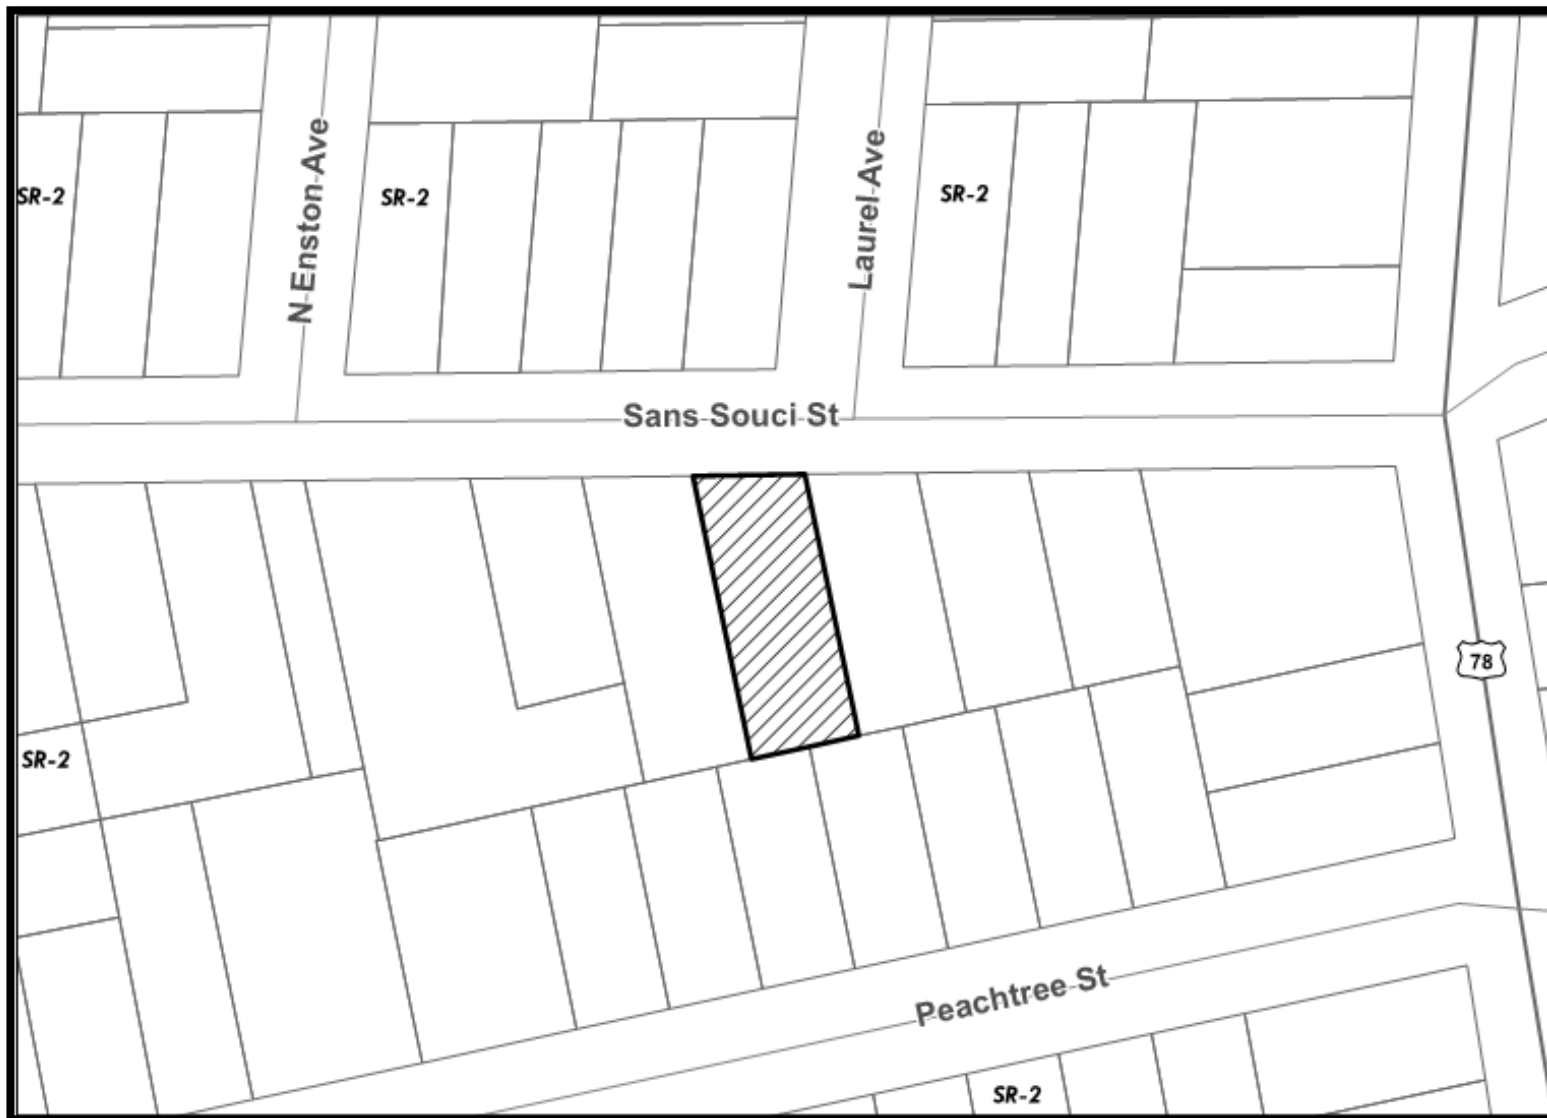 SR-2
N Enston Ave
SR-2
Laurel Ave
SR-2
Sans Souci St
78
SR-2
Peachtree St
SR-2